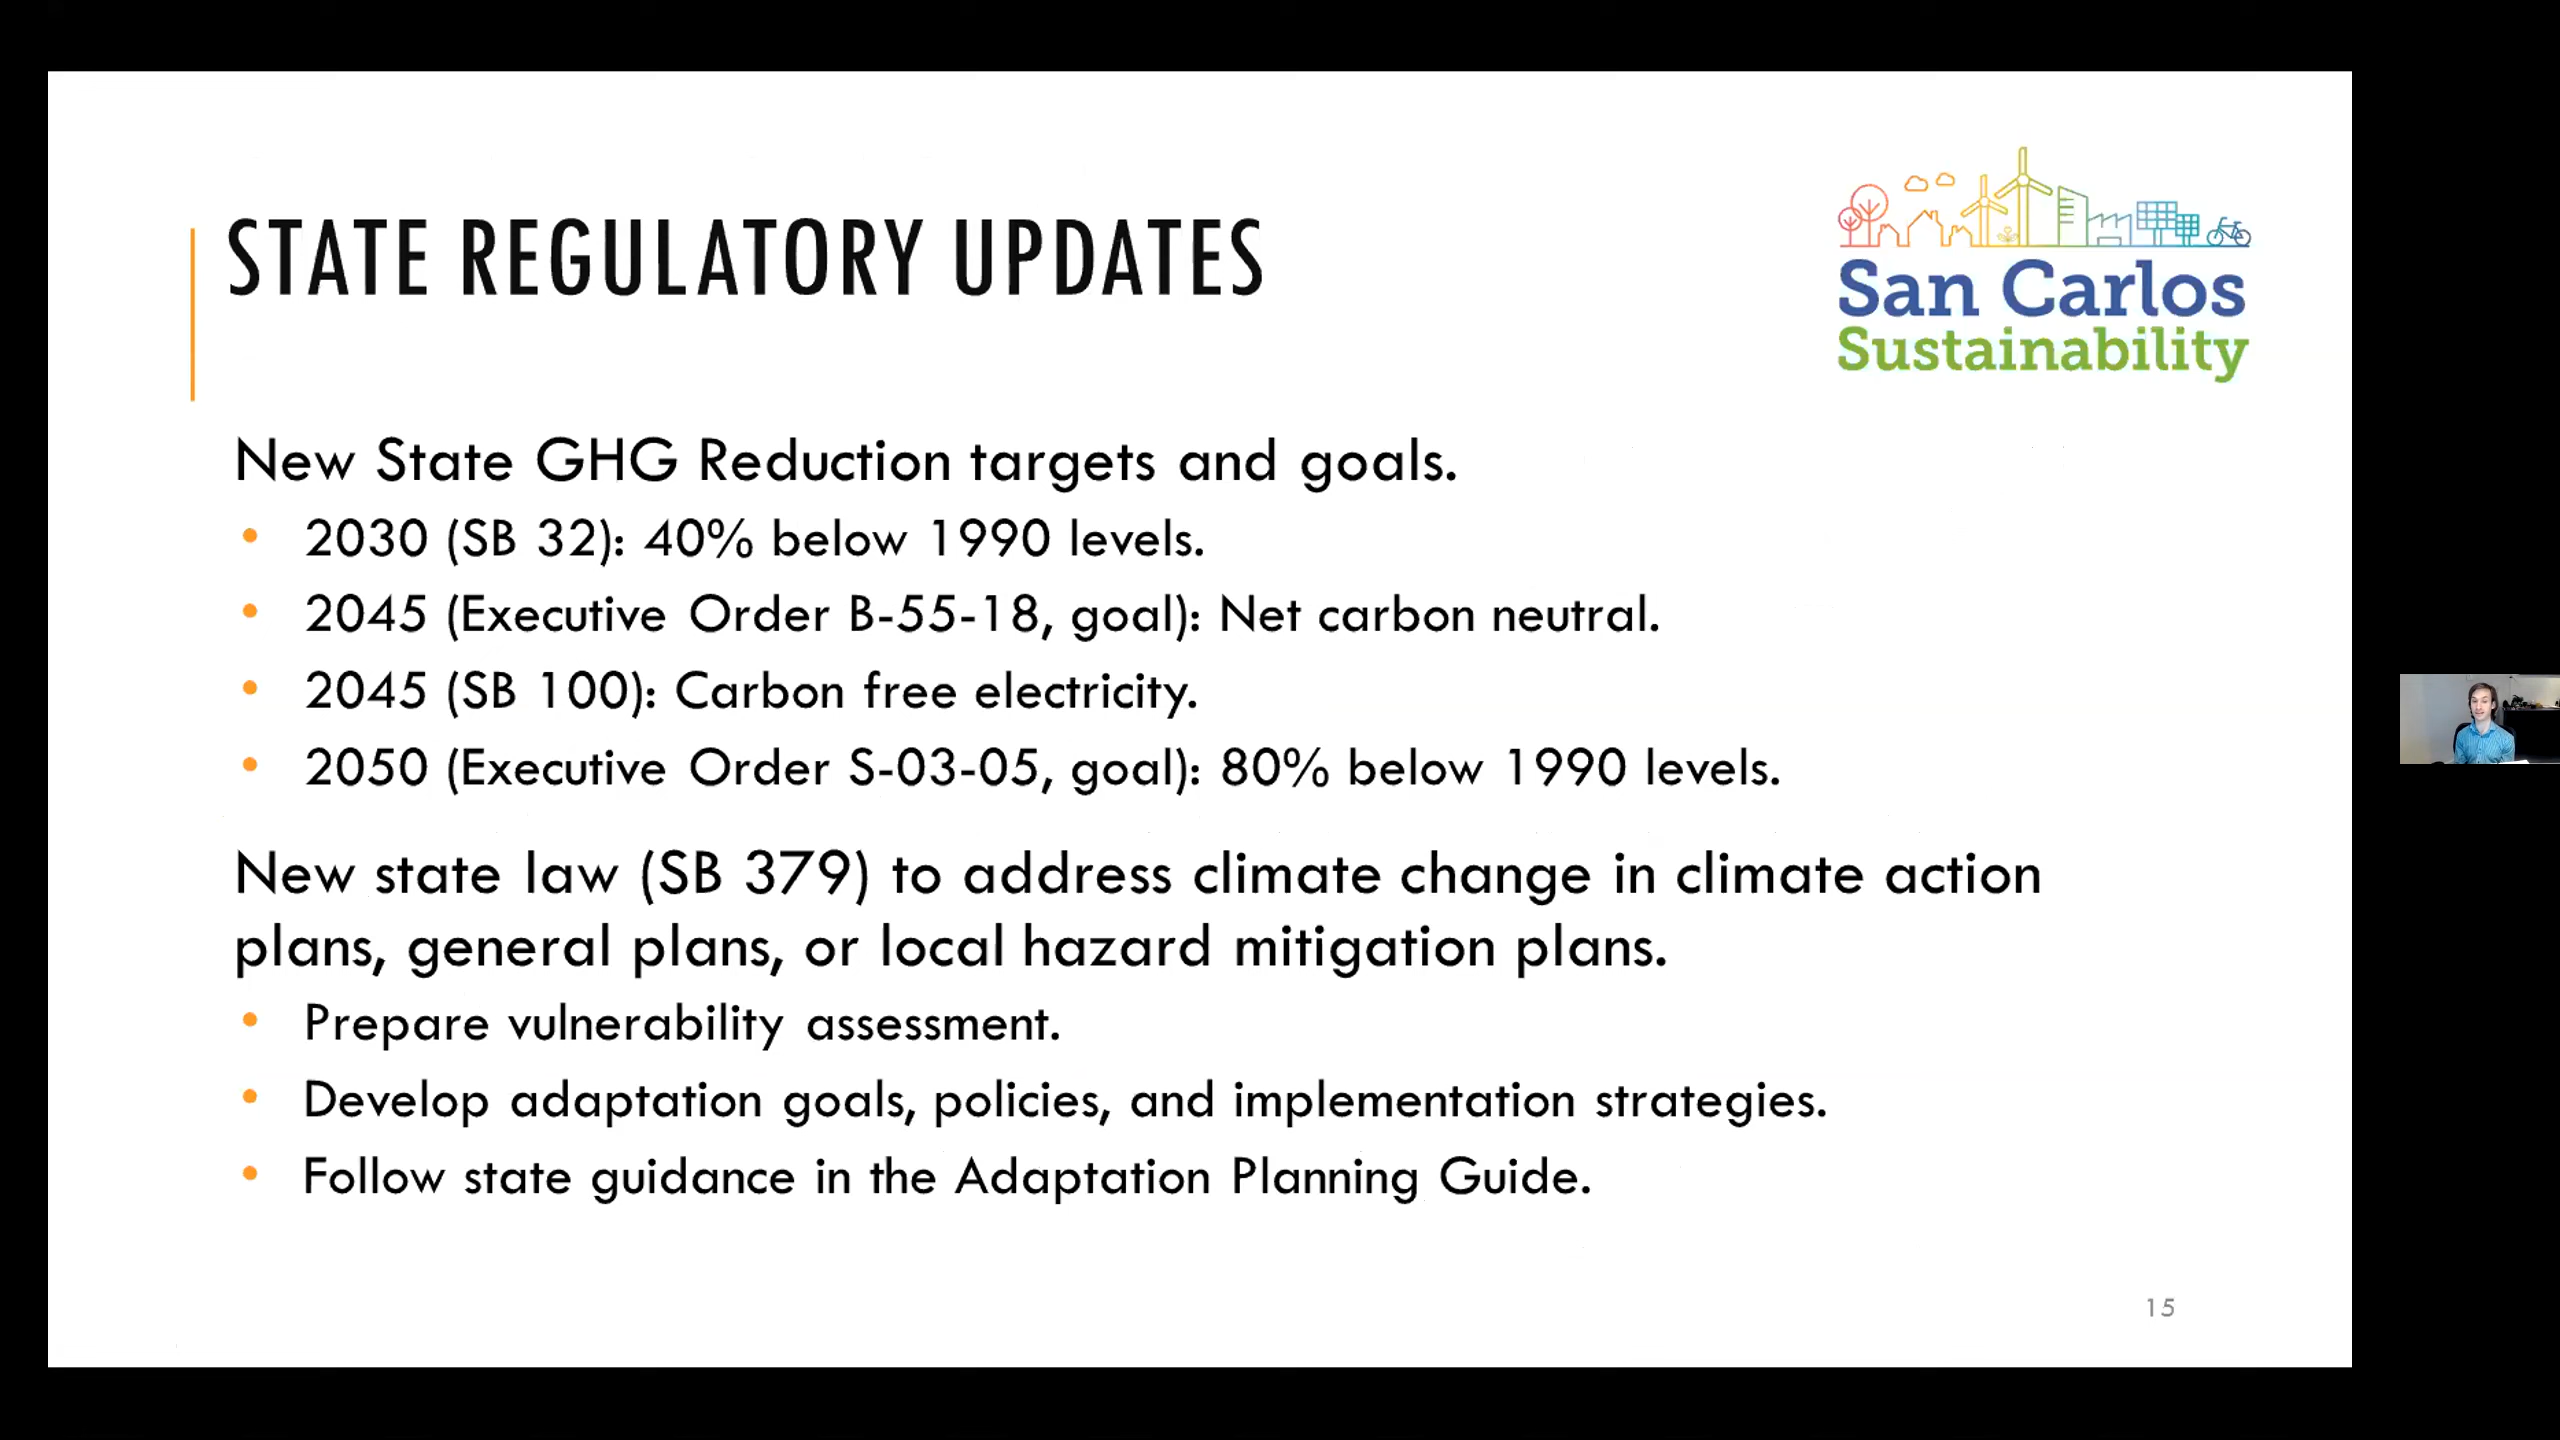 STATE REGULATORY UPDATES
San Carlos
Sustainability
New State GHG Reduction targets and goals.
• 2030 (SB 32): 40% below 1990 levels.
• 2045 (Executive Order B-55-18, goal): Net carbon neutral.
• 2045 (SB 100): Carbon free electricity.
• 2050 (Executive Order S-03-05, goal): 80% below 1990 levels.
New state law (SB 379) to address climate change in climate action
plans, general plans, or local hazard mitigation plans.
• Prepare vulnerability assessment.
• Develop adaptation goals, policies, and implementation strategies.
• Follow state guidance in the Adaptation Planning Guide.
15